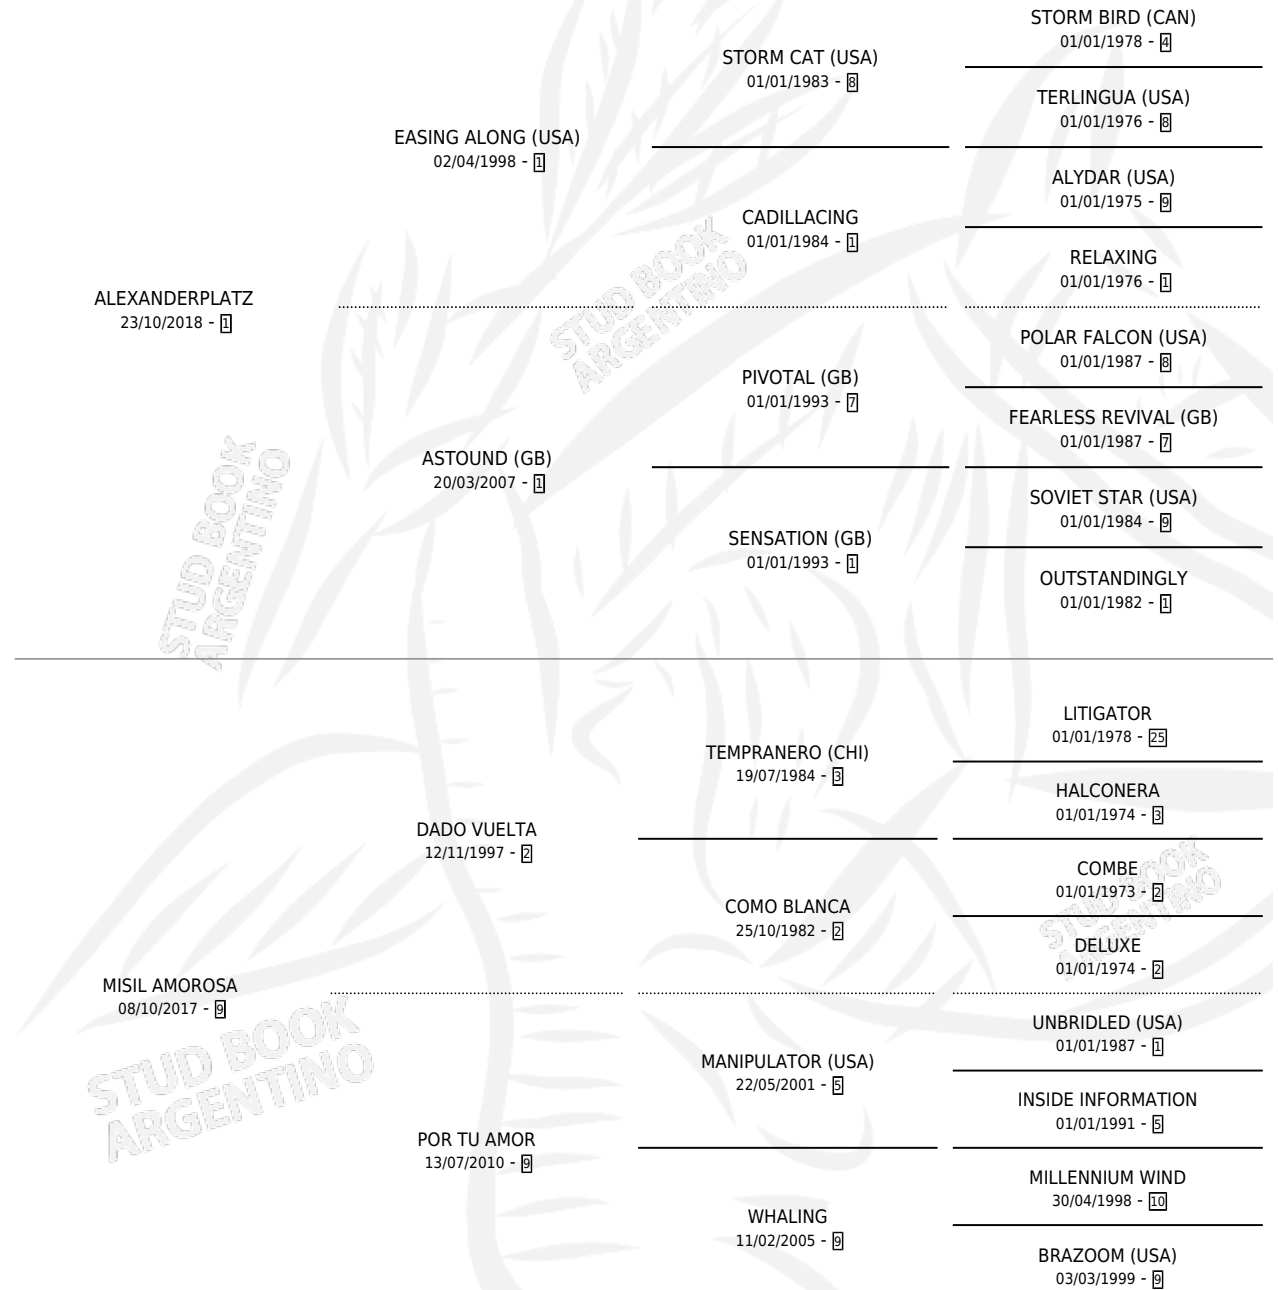 STORM BIRD (CAN)
01/01/1978 - 4
STORM CAT (USA)
01/01/1983 - 8
TERLINGUA (USA)
01/01/1976 - 8
EASING ALONG (USA)
02/04/1998 - 1
ALYDAR (USA)
01/01/1975 - 9
CADILLACING
01/01/1984 - 1
RELAXING
01/01/1976 - 1
ALEXANDERPLATZ
23/10/2018 - 1
POLAR FALCON (USA)
01/01/1987 - 8
PIVOTAL (GB)
01/01/1993 - 7
FEARLESS REVIVAL (GB)
01/01/1987 - 7
ASTOUND (GB)
20/03/2007 - 1
SOVIET STAR (USA)
01/01/1984 - 9
SENSATION (GB)
01/01/1993 - 1
OUTSTANDINGLY
01/01/1982 - 1
STUD BOOK
ARGENTINO
STUD BOOK
ARGENTINO
LITIGATOR
01/01/1978 - 25
TEMPRANERO (CHI)
19/07/1984 - 3
HALCONERA
01/01/1974 - 3
DADO VUELTA
12/11/1997 - 2
COMBE
01/01/1973 - 2
COMO BLANCA
25/10/1982 - 2
DELUXE
01/01/1974 - 2
MISIL AMOROSA
08/10/2017 - 9
UNBRIDLED (USA)
01/01/1987 - 1
MANIPULATOR (USA)
22/05/2001 - 5
INSIDE INFORMATION
01/01/1991 - 5
POR TU AMOR
13/07/2010 - 9
MILLENNIUM WIND
30/04/1998 - 10
WHALING
11/02/2005 - 9
BRAZOOM (USA)
03/03/1999 - 9
STUD BOOK
ARGENTINO
STUD BOOK
ARGENTINO